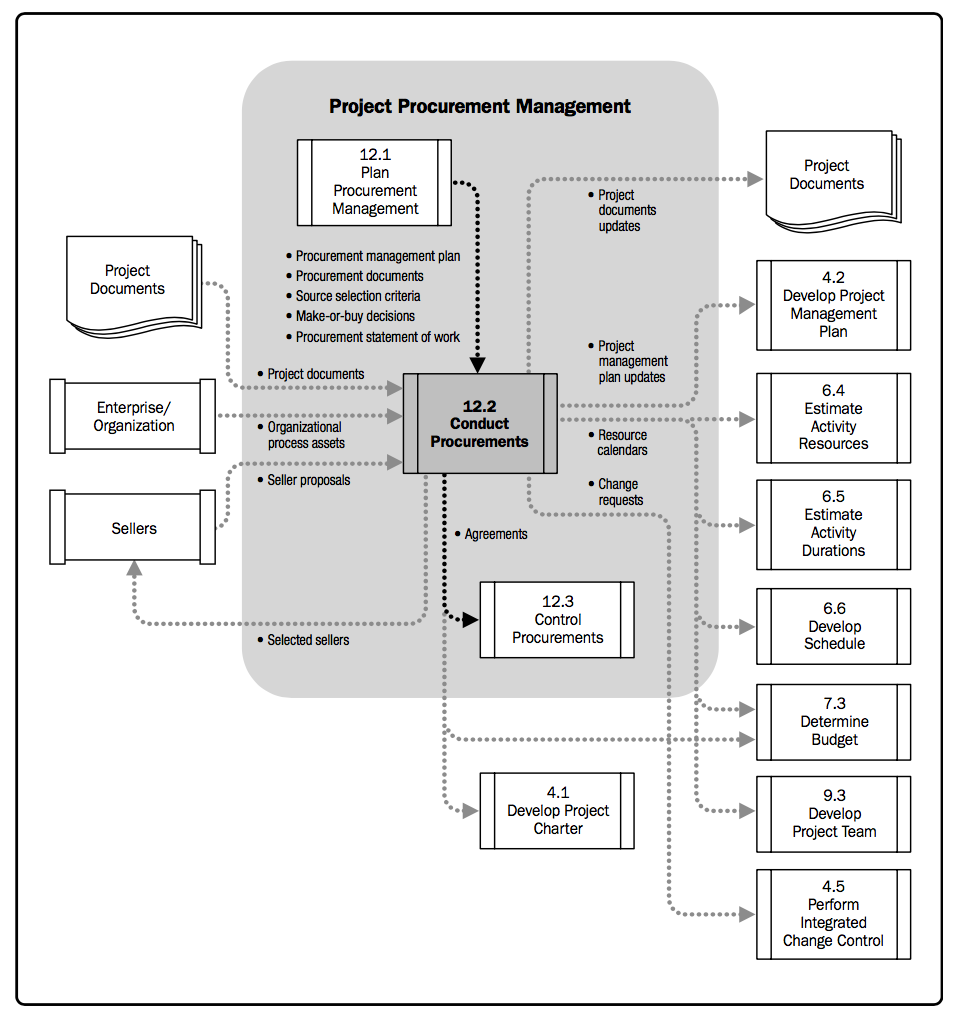 Project Procurement Management
12.1
Plan
Procurement
Management
Project
Documents
• Project
documents
updates
Project
Documents
• Procurement management plan
• Procurement documents
• Source selection criteria
• Make-or-buy decisions
• Procurement statement of work
4.2
Develop Project
Management
Plan
• Project
management
plan updates
• Project documents
Enterprise/
Organization
• Organizational
process assets
12.2
Conduct
Procurements
6.4
Estimate
Activity
Resources
• Resource
calendars
• Seller proposals
• Change
requests
Sellers
• Agreements
6.5
Estimate
Activity
Durations
12.3
Control
Procurements
6.6
Develop
Schedule
• Selected sellers
7.3
Determine
Budget
4.1
Develop Project
Charter
9.3
Develop
Project Team
4.5
Perform
Integrated
Change Control